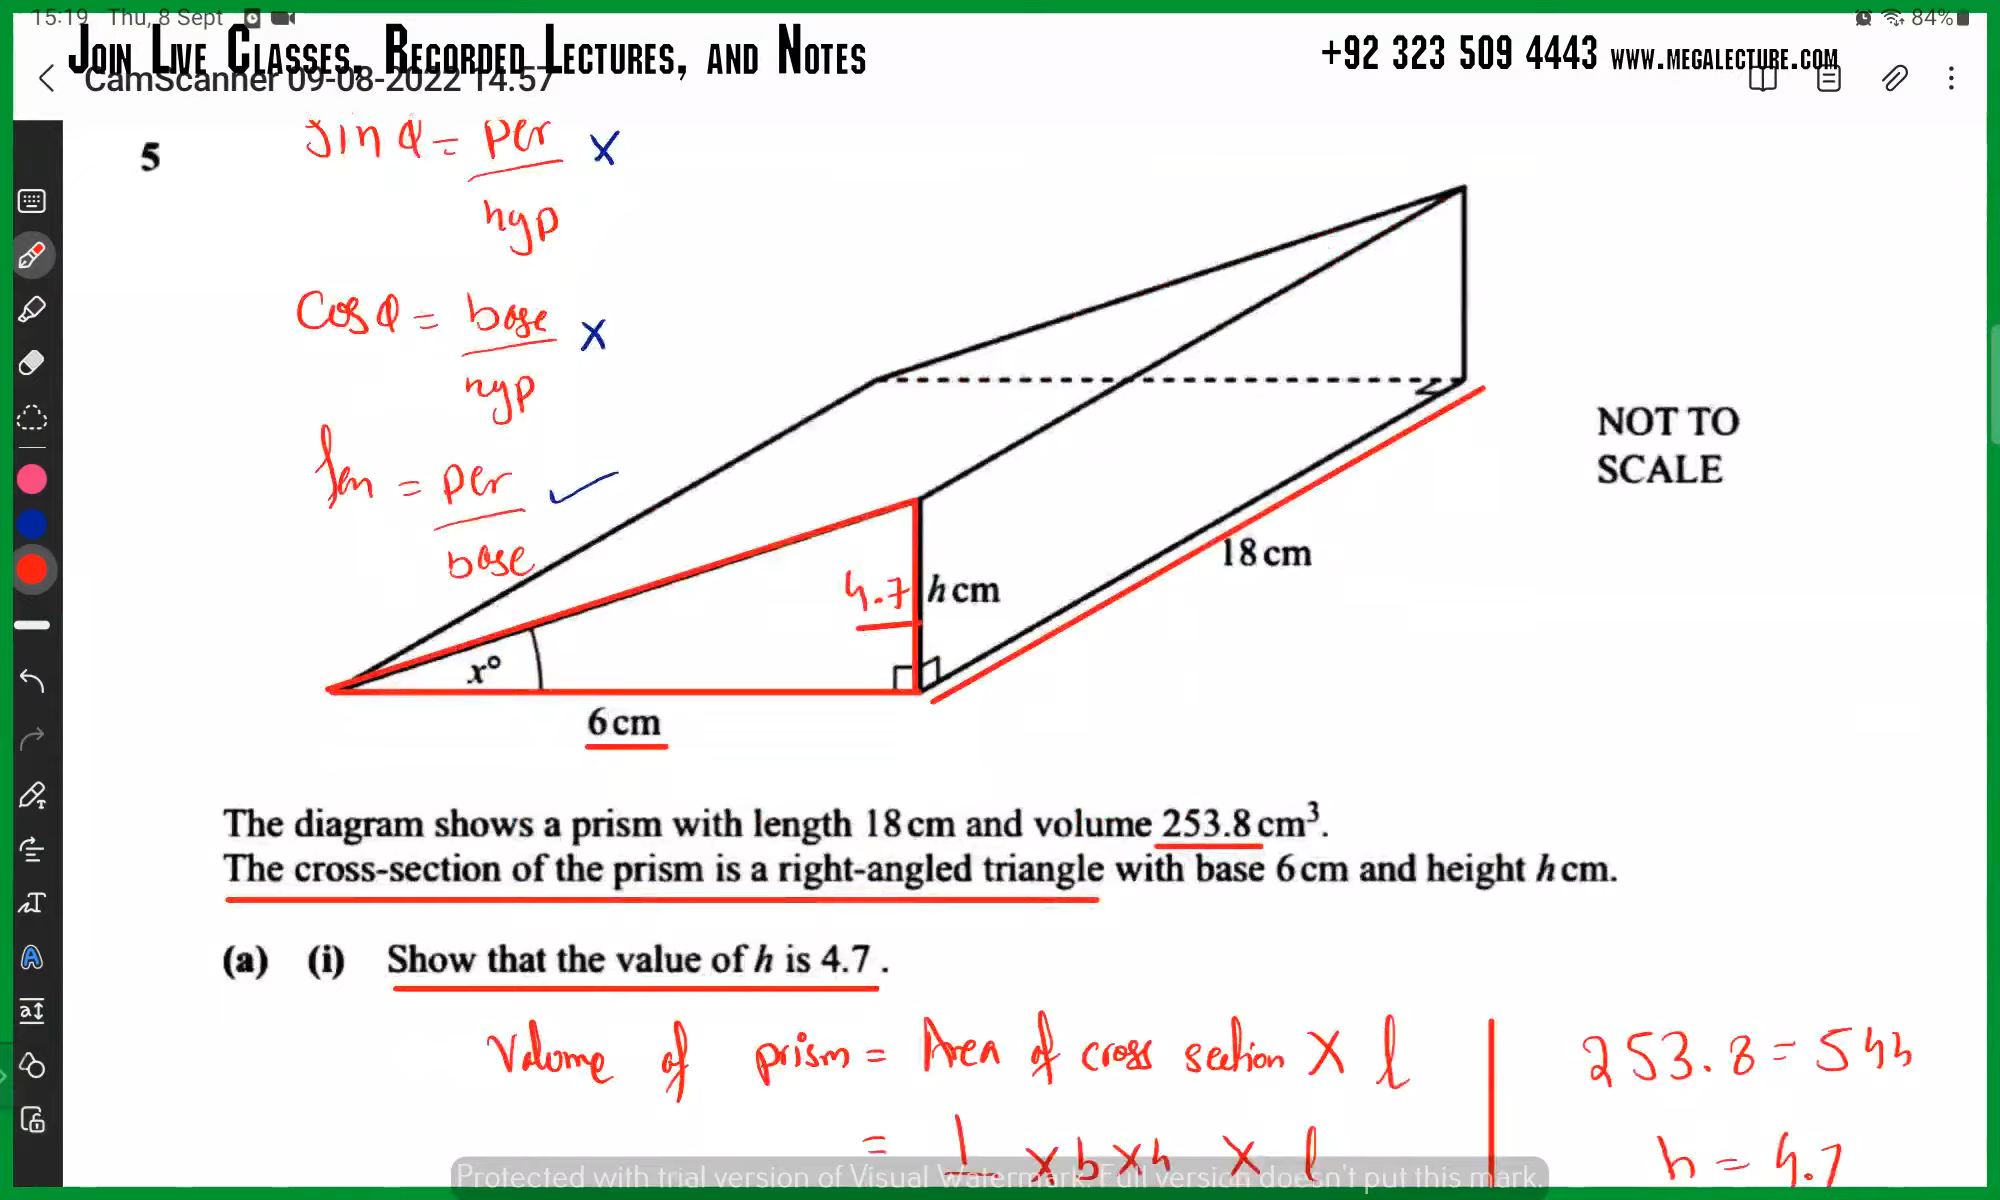 15:19 Thu, 8 Sept 84%
JOIN LIVE CLASSES, RECORDED LECTURES, AND NOTES
+92 323 509 4443 WWW.MEGALECTURE.COM
CamScanner 09-08-2022 14.57
5
Sin θ = per / hyp ×
Cos θ = base / hyp ×
tan = per / base ✓
NOT TO
SCALE
18 cm
4.7
h cm
x°
6 cm
The diagram shows a prism with length 18 cm and volume 253.8 cm³.
The cross-section of the prism is a right-angled triangle with base 6 cm and height h cm.
(a) (i) Show that the value of h is 4.7 .
Volume of prism = Area of cross section × l
= 1 × b × h × l
253.8 = 54h
h = 4.7
Protected with trial version of Visual Watermark. Full version doesn't put this mark.